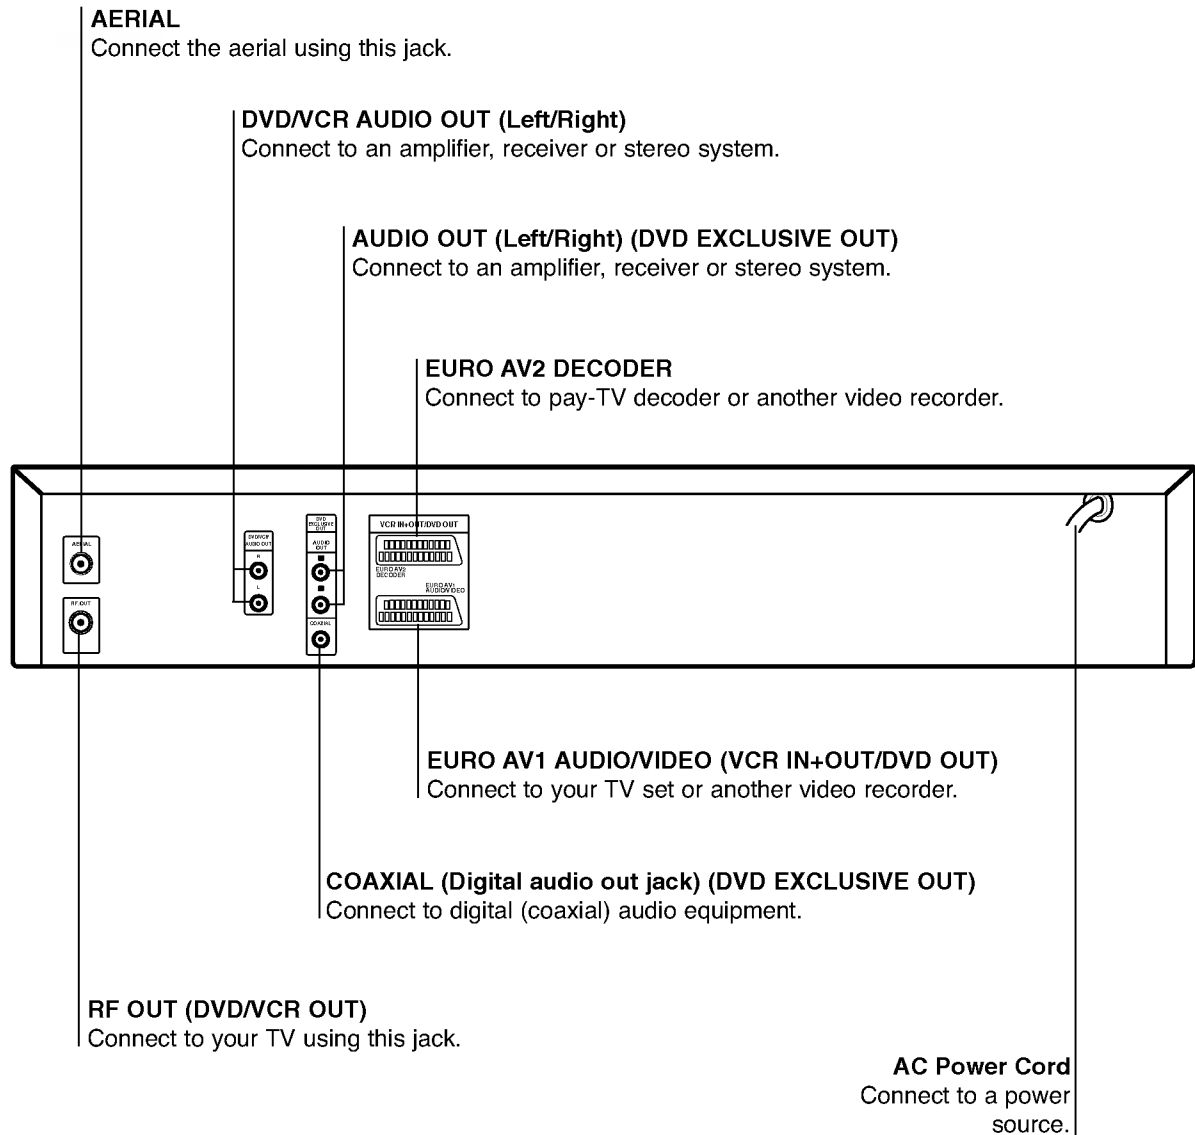 AERIAL
Connect the aerial using this jack.
DVD/VCR AUDIO OUT (Left/Right)
Connect to an amplifier, receiver or stereo system.
AUDIO OUT (Left/Right) (DVD EXCLUSIVE OUT)
Connect to an amplifier, receiver or stereo system.
EURO AV2 DECODER
Connect to pay-TV decoder or another video recorder.
AERIAL
RF OUT
DVD/VCR
AUDIO OUT
R
L
DVD
EXCLUSIVE
OUT
AUDIO
OUT
COAXIAL
VCR IN+OUT/DVD OUT
EURO AV2
DECODER
EURO AV1
AUDIO/VIDEO
EURO AV1 AUDIO/VIDEO (VCR IN+OUT/DVD OUT)
Connect to your TV set or another video recorder.
COAXIAL (Digital audio out jack) (DVD EXCLUSIVE OUT)
Connect to digital (coaxial) audio equipment.
RF OUT (DVD/VCR OUT)
Connect to your TV using this jack.
AC Power Cord
Connect to a power
source.